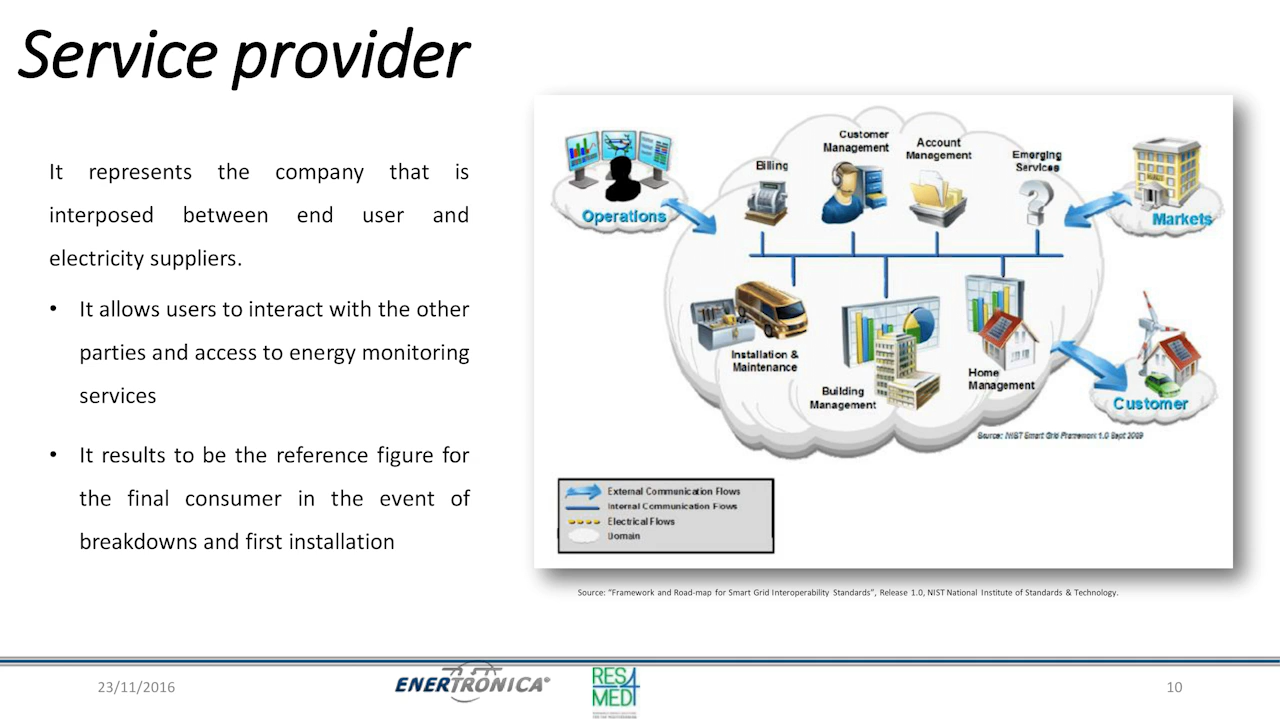 Service provider
It represents the company that is
interposed between end user and
electricity suppliers.
• It allows users to interact with the other
parties and access to energy monitoring
services
• It results to be the reference figure for
the final consumer in the event of
breakdowns and first installation
Operations
Billing
Customer
Management
Account
Management
Emerging
Services
Markets
Installation &
Maintenance
Building
Management
Home
Management
Customer
Source: NIST Smart Grid Framework 1.0 Sept 2009
External Communication Flows
Internal Communication Flows
Electrical Flows
Domain
Source: “Framework and Road-map for Smart Grid Interoperability Standards”, Release 1.0, NIST National Institute of Standards & Technology.
23/11/2016
ENERTRONICA®
RES4
MED
10